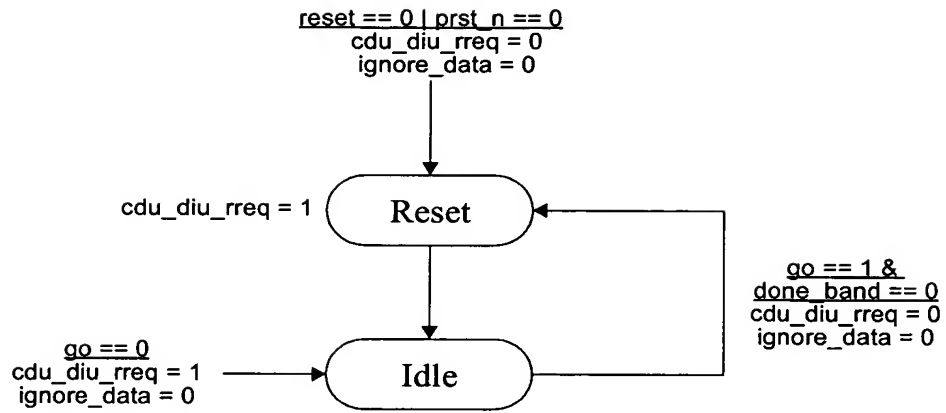 reset == 0 | prst_n == 0
cdu_diu_rreq = 0
ignore_data = 0
cdu_diu_rreq = 1
Reset
go == 1 &
done_band == 0
cdu_diu_rreq = 0
ignore_data = 0
go == 0
cdu_diu_rreq = 1
ignore_data = 0
Idle